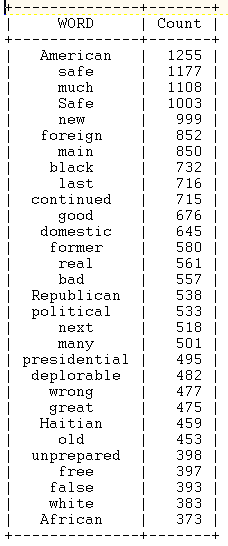 WORD | Count
American | 1255
safe | 1177
much | 1108
Safe | 1003
new | 999
foreign | 852
main | 850
black | 732
last | 716
continued | 715
good | 676
domestic | 645
former | 580
real | 561
bad | 557
Republican | 538
political | 533
next | 518
many | 501
presidential | 495
deplorable | 482
wrong | 477
great | 475
Haitian | 459
old | 453
unprepared | 398
free | 397
false | 393
white | 383
African | 373